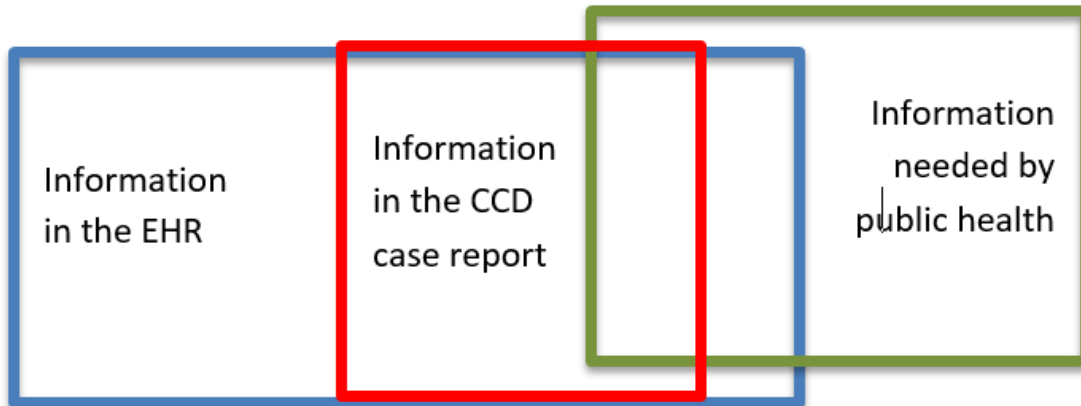 Information
in the EHR
Information
in the CCD
case report
Information
needed by
public health